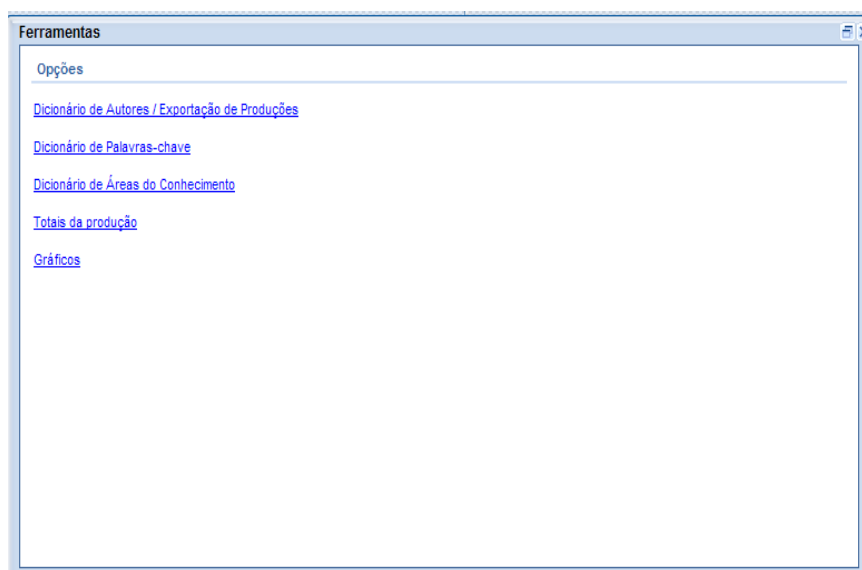 Ferramentas
Opções
Dicionário de Autores / Exportação de Produções
Dicionário de Palavras-chave
Dicionário de Áreas do Conhecimento
Totais da produção
Gráficos